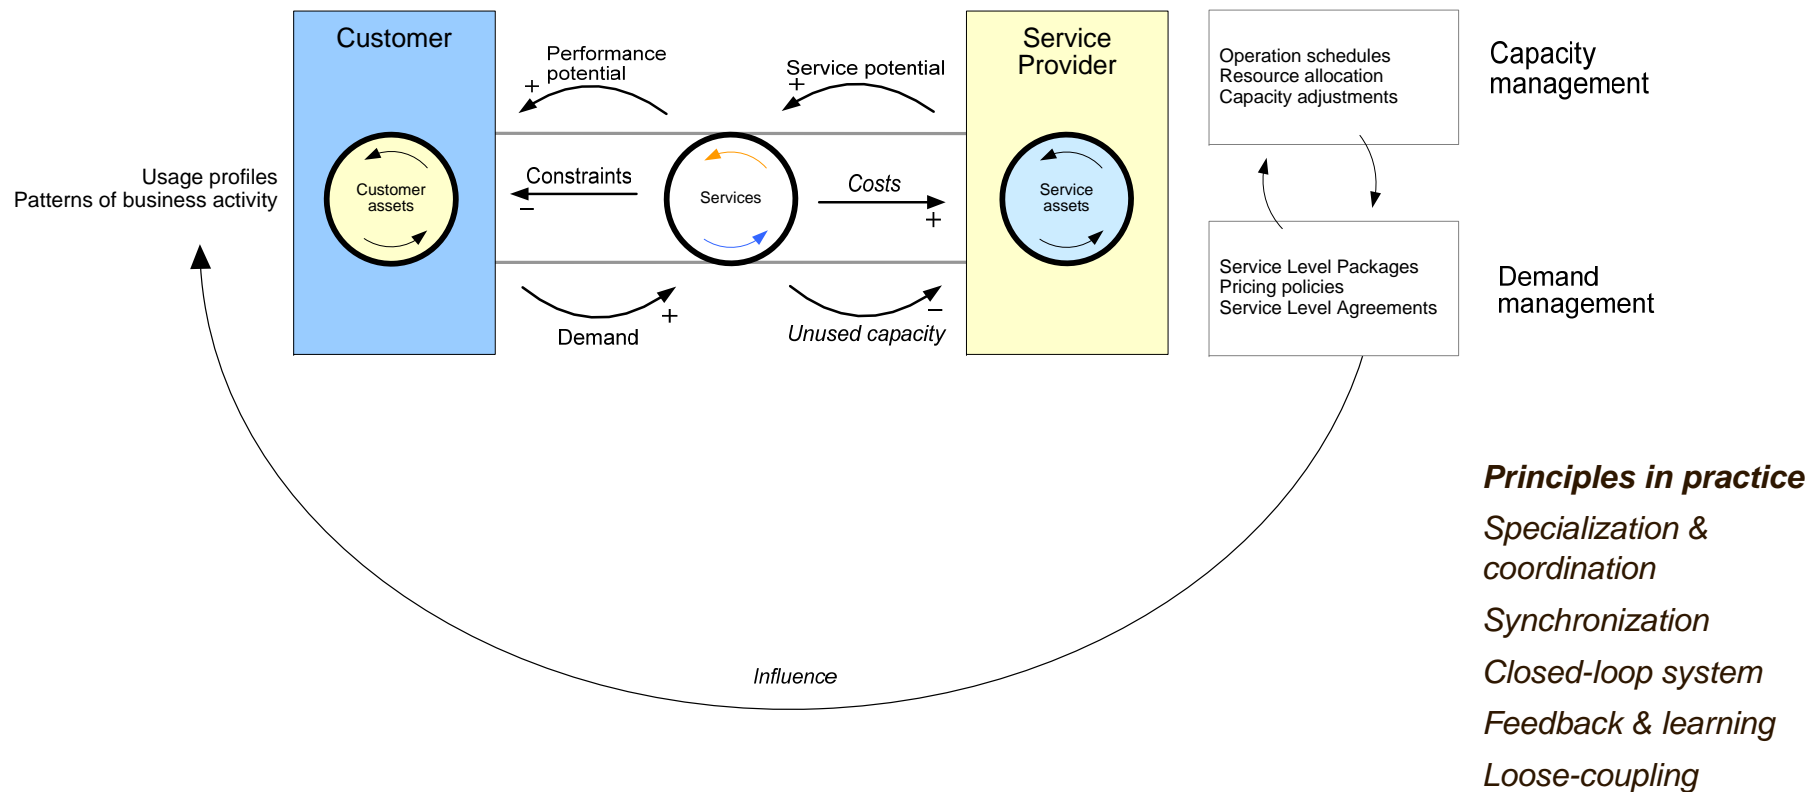 Customer
Performance
potential
+
Service potential
+
Service
Provider
Operation schedules
Resource allocation
Capacity adjustments
Capacity
management
Usage profiles
Patterns of business activity
Customer
assets
Constraints
–
Services
Costs
+
Service
assets
Demand
+
Unused capacity
–
Service Level Packages
Pricing policies
Service Level Agreements
Demand
management
Influence
Principles in practice
Specialization &
coordination
Synchronization
Closed-loop system
Feedback & learning
Loose-coupling